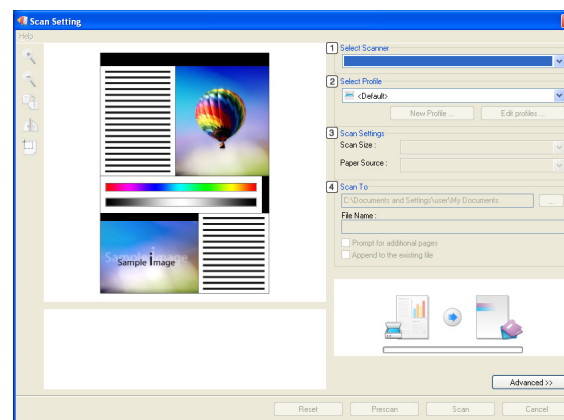 Scan Setting
Help
1 Select Scanner
2 Select Profile
<Default>
New Profile ...
Edit profiles ...
3 Scan Settings
Scan Size :
Paper Source :
4 Scan To
C:\Documents and Settings\user\My Documents
...
File Name :
Prompt for additional pages
Append to the existing file
Sample Image
Sample Image
Advanced >>
Reset
Prescan
Scan
Cancel